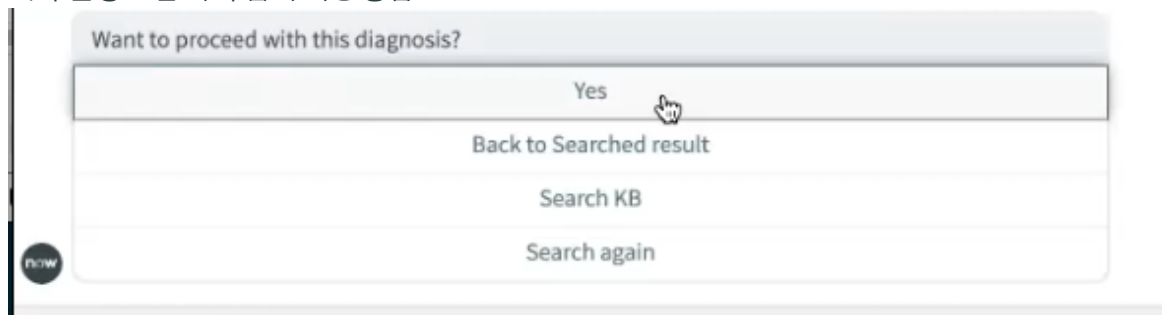 Want to proceed with this diagnosis?
Yes
Back to Searched result
Search KB
Search again
now